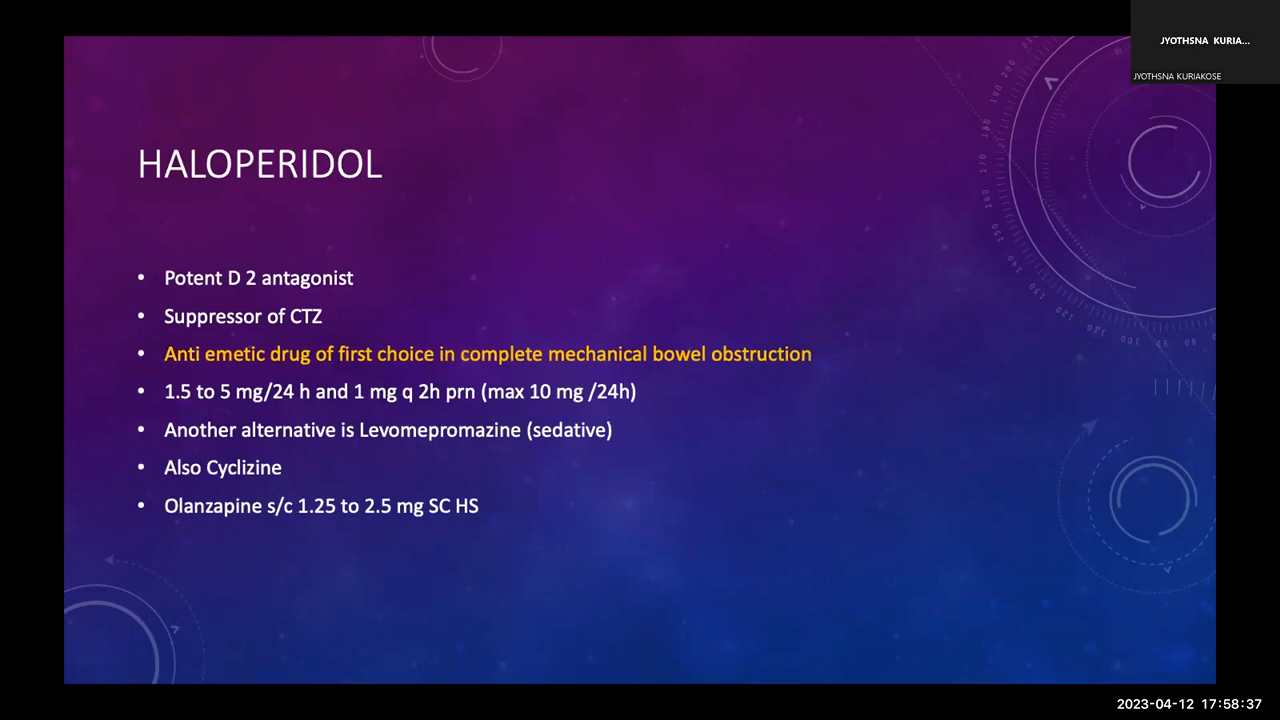 JYOTHSNA KURIA...
JYOTHSNA KURIAKOSE
HALOPERIDOL
• Potent D 2 antagonist
• Suppressor of CTZ
• Anti emetic drug of first choice in complete mechanical bowel obstruction
• 1.5 to 5 mg/24 h and 1 mg q 2h prn (max 10 mg /24h)
• Another alternative is Levomepromazine (sedative)
• Also Cyclizine
• Olanzapine s/c 1.25 to 2.5 mg SC HS
2023-04-12 17:58:37